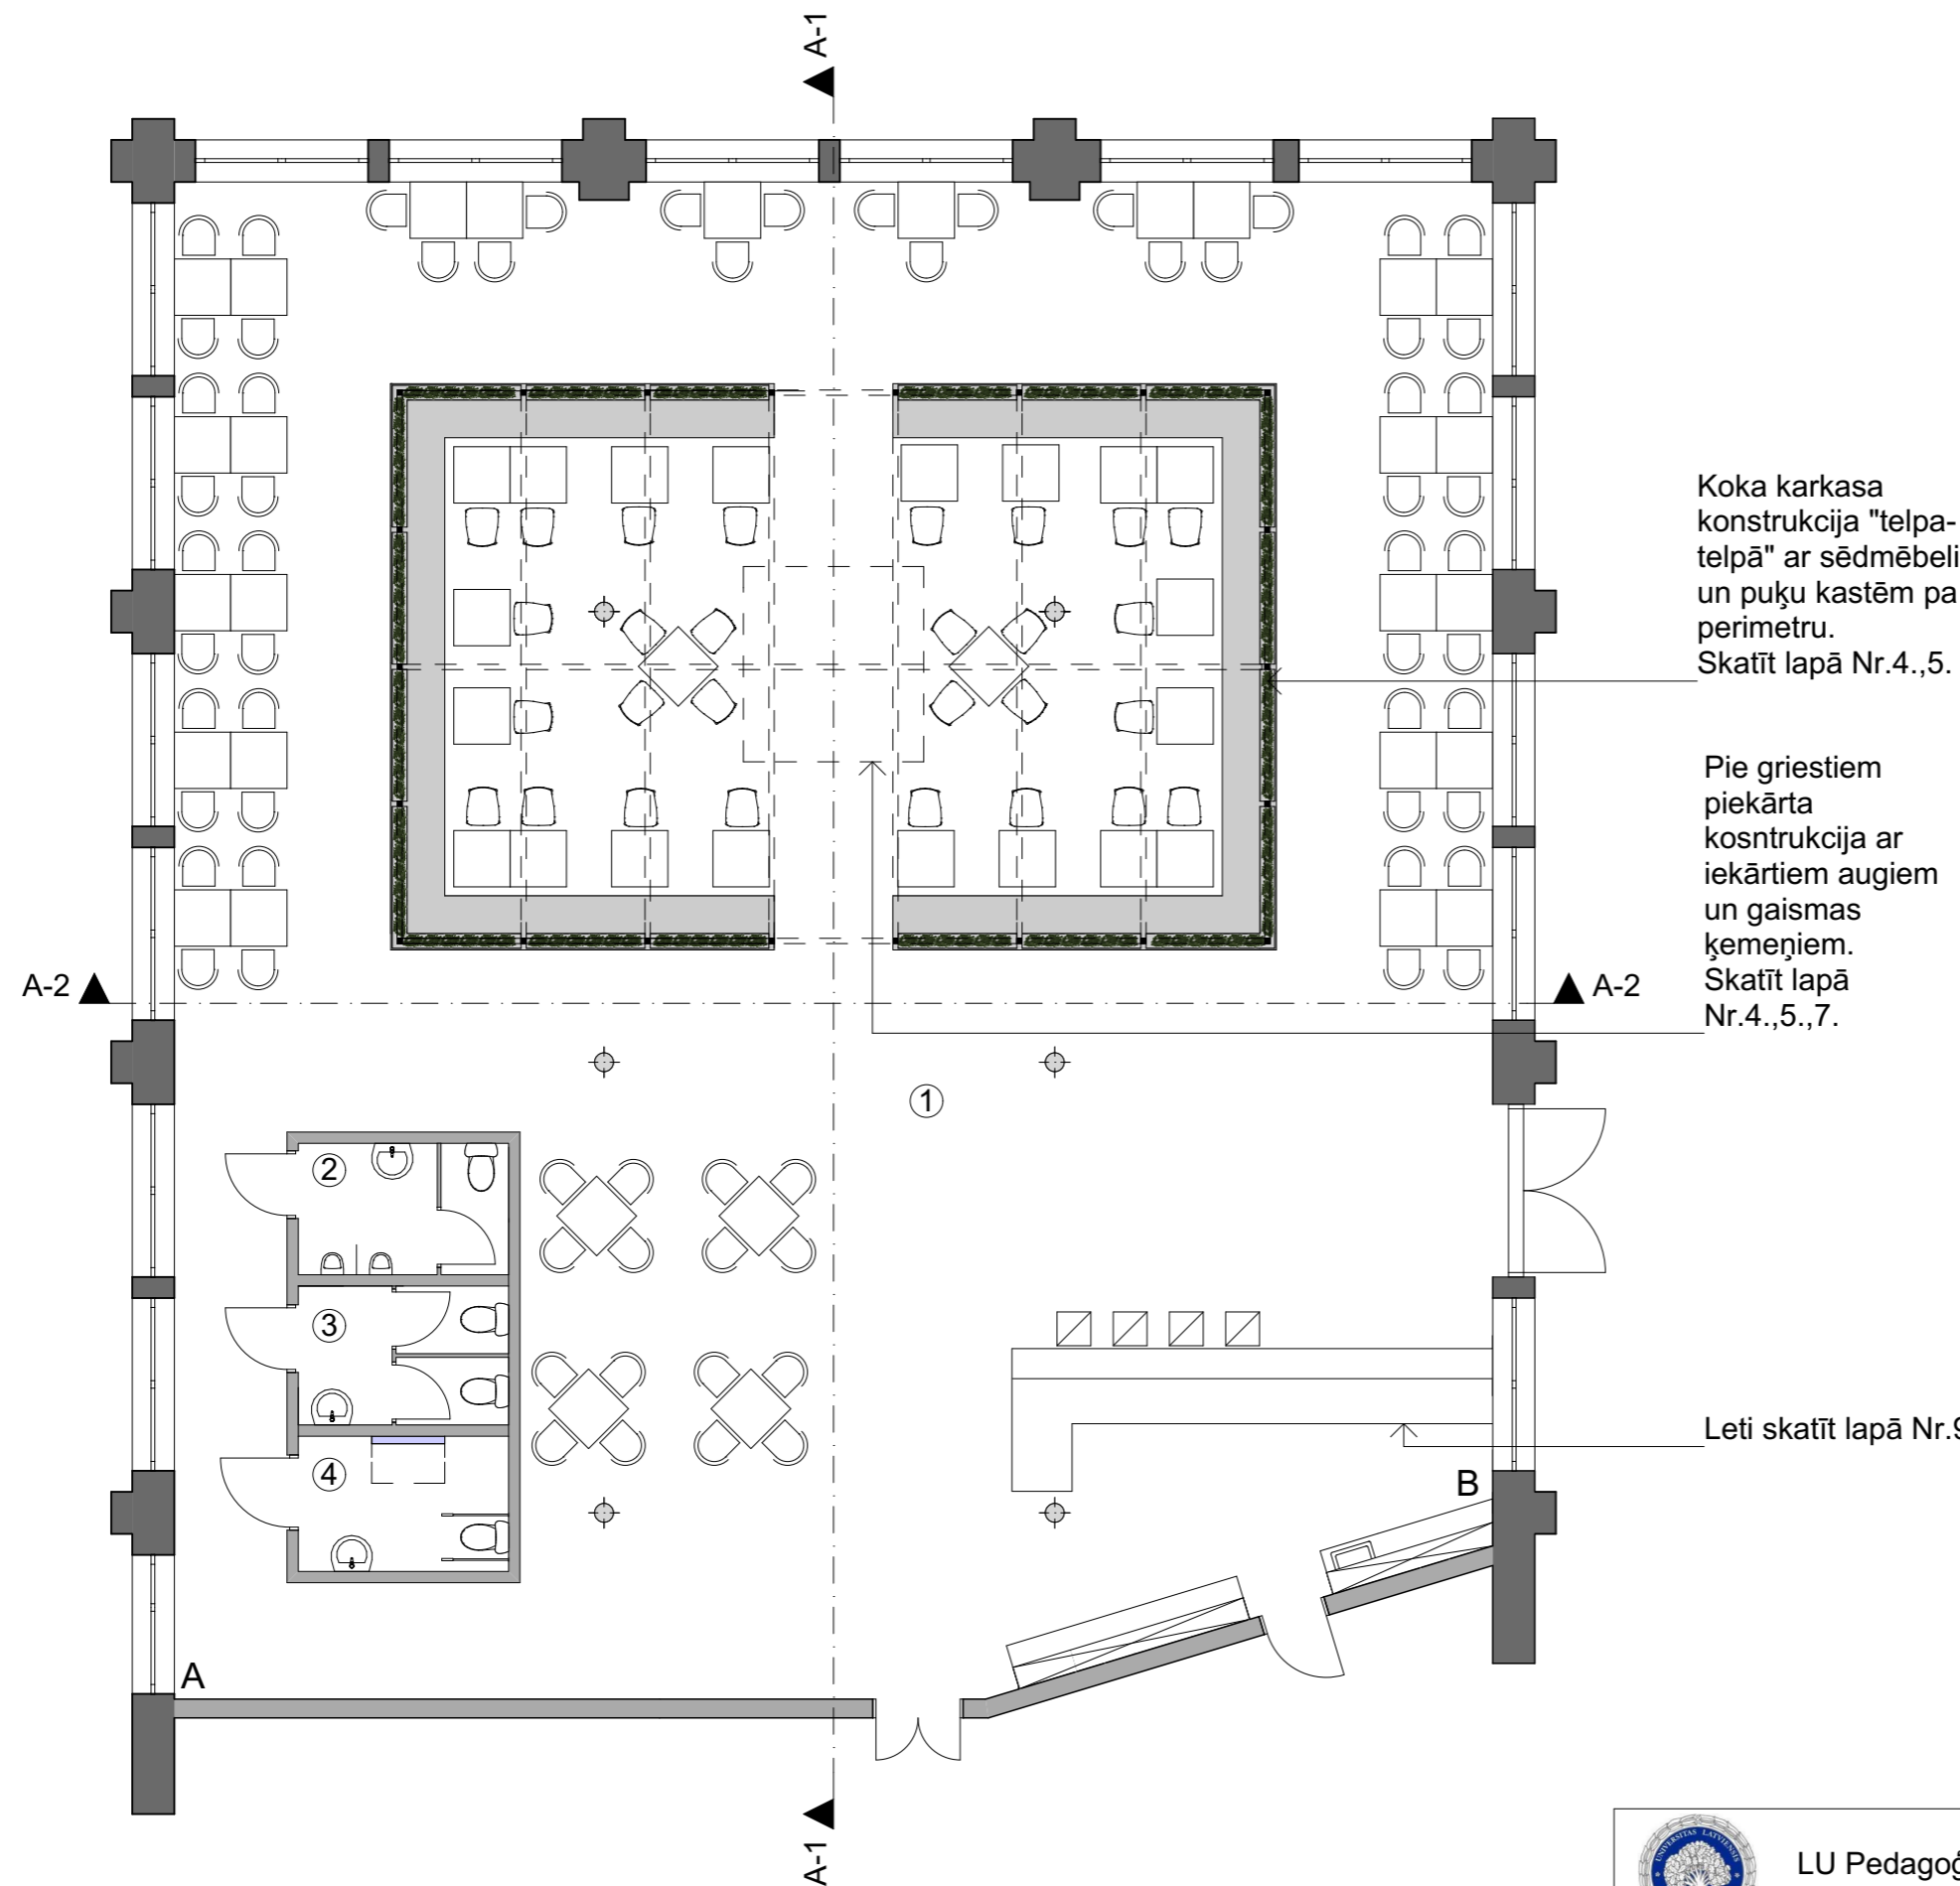 A-1
Koka karkasa
konstrukcija "telpa-
telpā" ar sēdmēbeli
un puķu kastēm pa
perimetru.
Skatīt lapā Nr.4.,5.
Pie griestiem
piekārta
kosntrukcija ar
iekārtiem augiem
un gaismas
ķemeņiem.
Skatīt lapā
Nr.4.,5.,7.
A-2
A-2
1
2
3
4
Leti skatīt lapā Nr.9
B
A
A-1
UNIVERSITAS LATVIENSIS
LU Pedagoģ